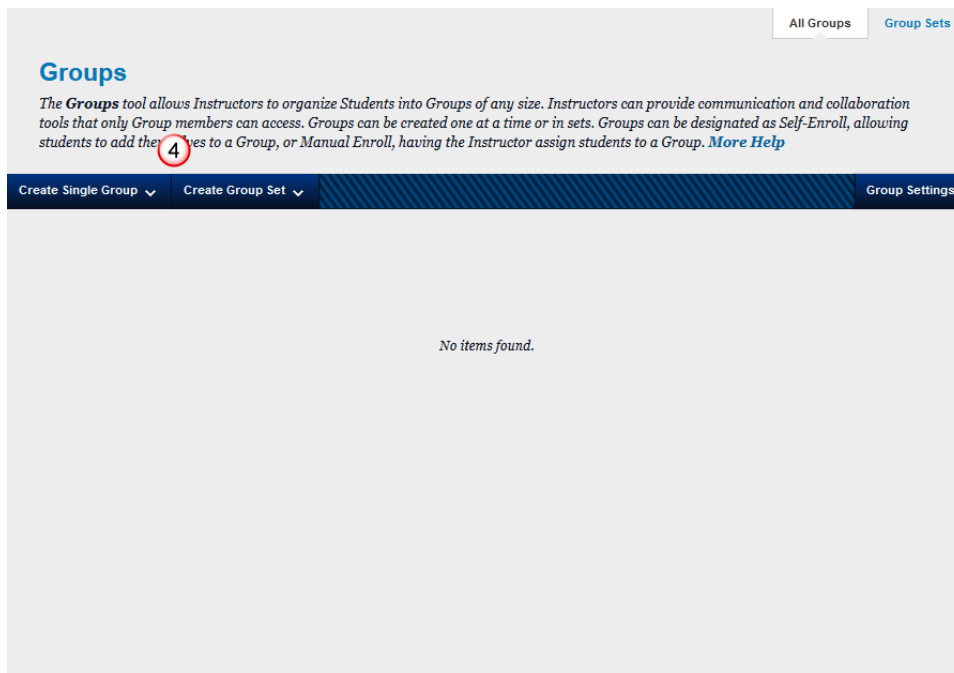 All Groups Group Sets
Groups
The Groups tool allows Instructors to organize Students into Groups of any size. Instructors can provide communication and collaboration
tools that only Group members can access. Groups can be created one at a time or in sets. Groups can be designated as Self-Enroll, allowing
students to add ves to a Group, or Manual Enroll, having the Instructor assign students to a Group. More Help
4
Create Single Group Create Group Set Group Settings
No items found.